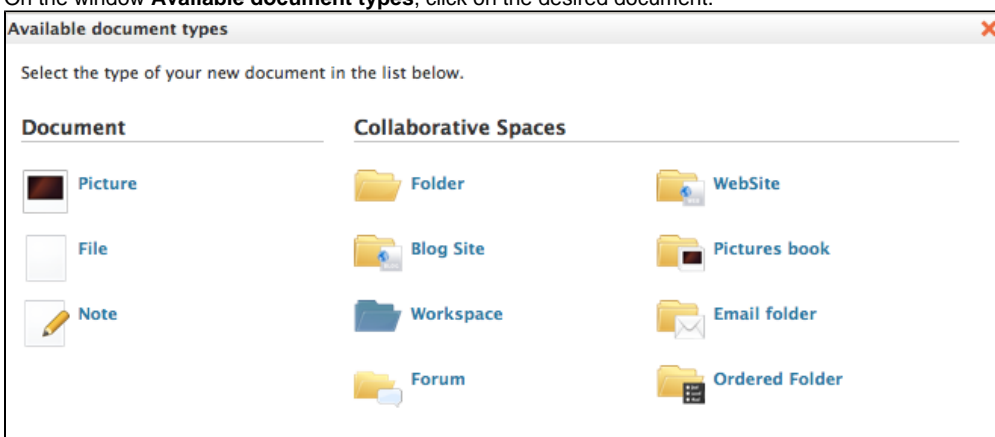 On the window Available document types, click on the desired document.
Available document types
Select the type of your new document in the list below.
Document
Collaborative Spaces
Picture
Folder
WebSite
File
Blog Site
Pictures book
Note
Workspace
Email folder
Forum
Ordered Folder